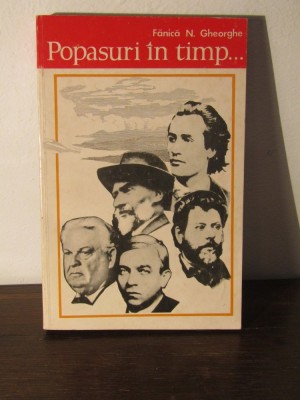 Fănică N. Gheorghe
Popasuri în timp...